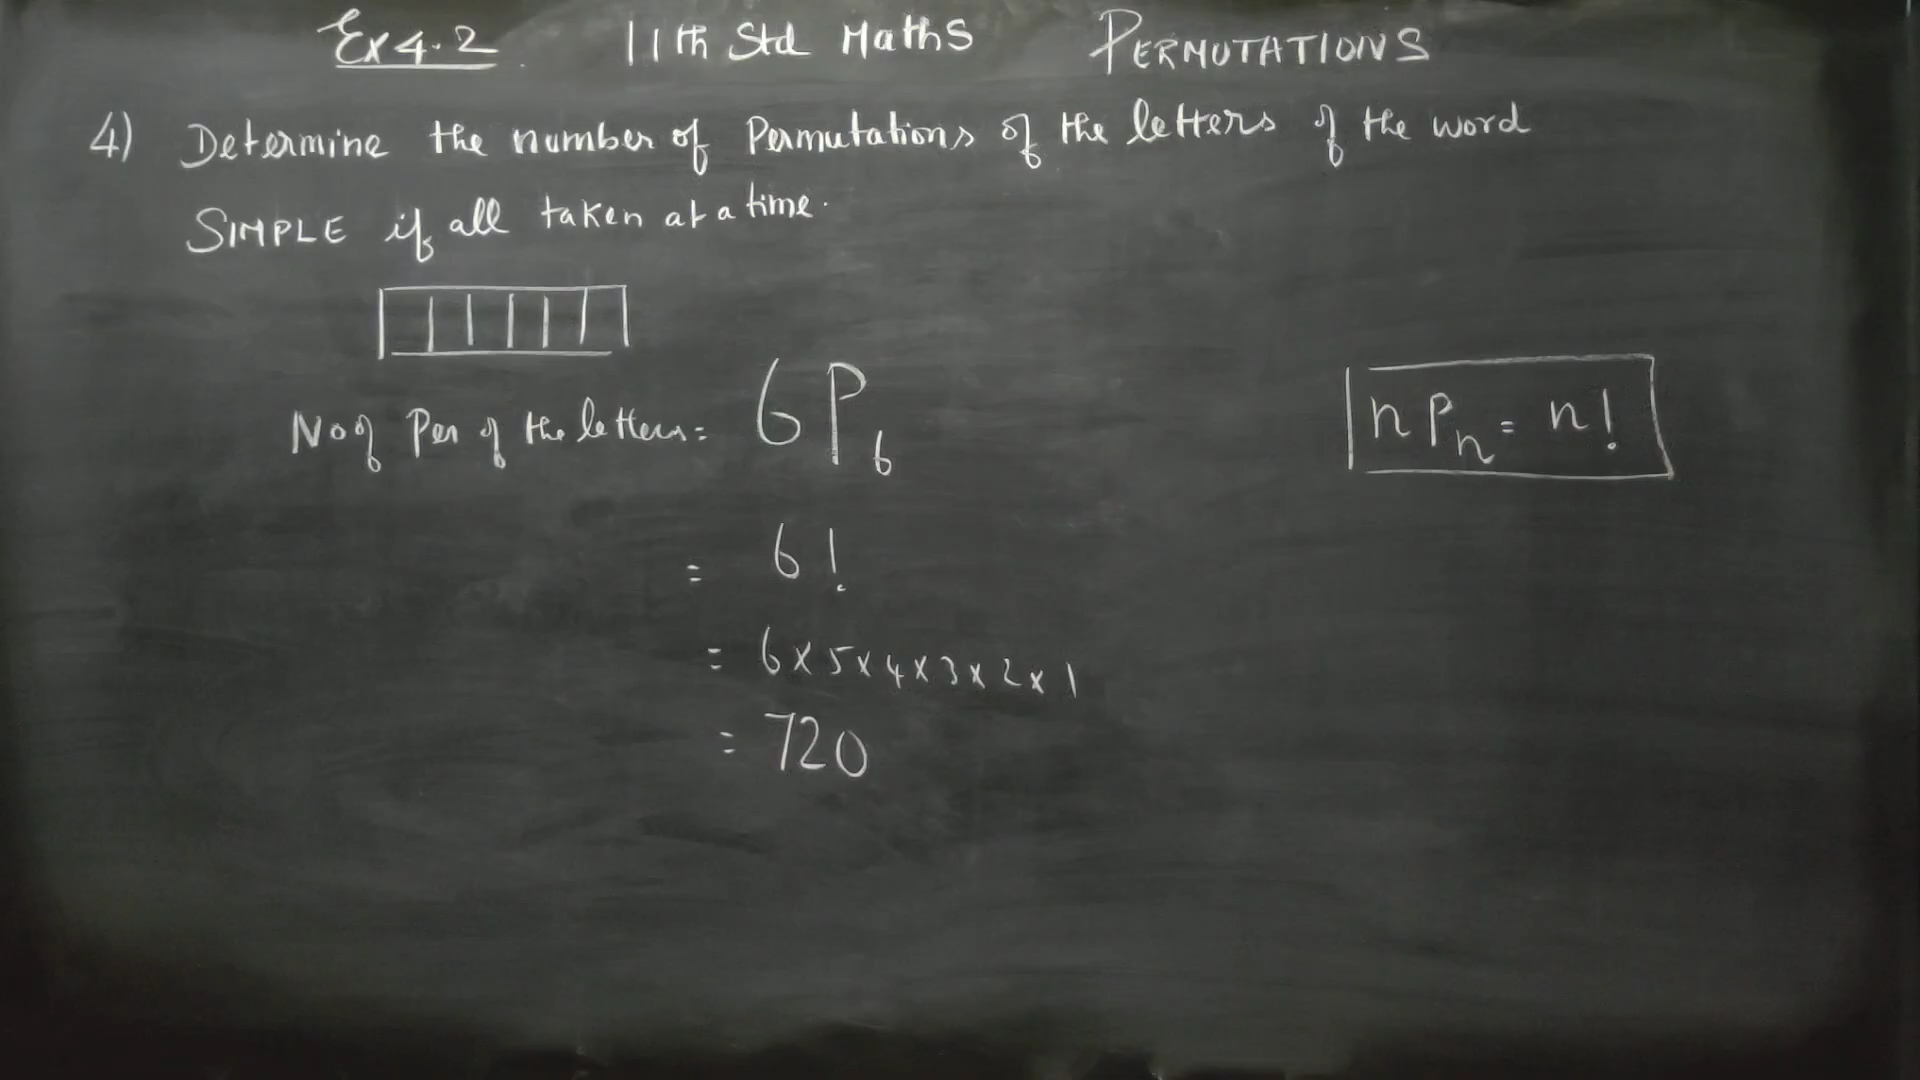 Ex 4.2 11th Std Maths PERMUTATIONS
4) Determine the number of Permutations of the letters of the word
SIMPLE if all taken at a time.
No of Per of the letters = 6P6
nPn = n!
= 6!
= 6 x 5 x 4 x 3 x 2 x 1
= 720